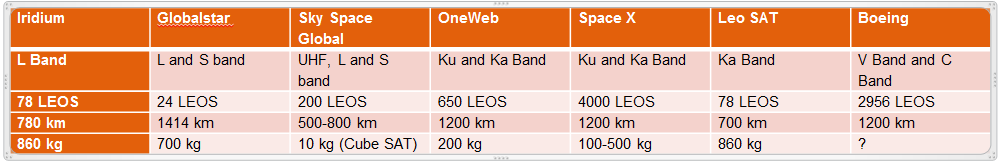 Iridium Globalstar Sky Space Global OneWeb Space X Leo SAT Boeing
L Band L and S band UHF, L and S band Ku and Ka Band Ku and Ka Band Ka Band V Band and C Band
78 LEOS 24 LEOS 200 LEOS 650 LEOS 4000 LEOS 78 LEOS 2956 LEOS
780 km 1414 km 500-800 km 1200 km 1200 km 700 km 1200 km
860 kg 700 kg 10 kg (Cube SAT) 200 kg 100-500 kg 860 kg ?